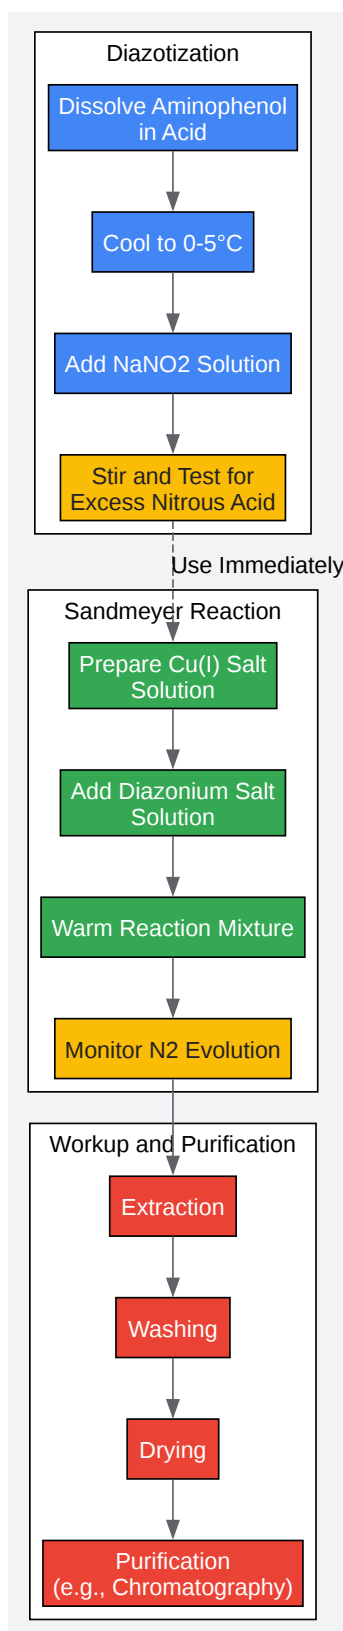 Diazotization
Dissolve Aminophenol
in Acid
Cool to 0-5°C
Add NaNO2 Solution
Stir and Test for
Excess Nitrous Acid
Use Immediately
Sandmeyer Reaction
Prepare Cu(I) Salt
Solution
Add Diazonium Salt
Solution
Warm Reaction Mixture
Monitor N2 Evolution
Workup and Purification
Extraction
Washing
Drying
Purification
(e.g., Chromatography)